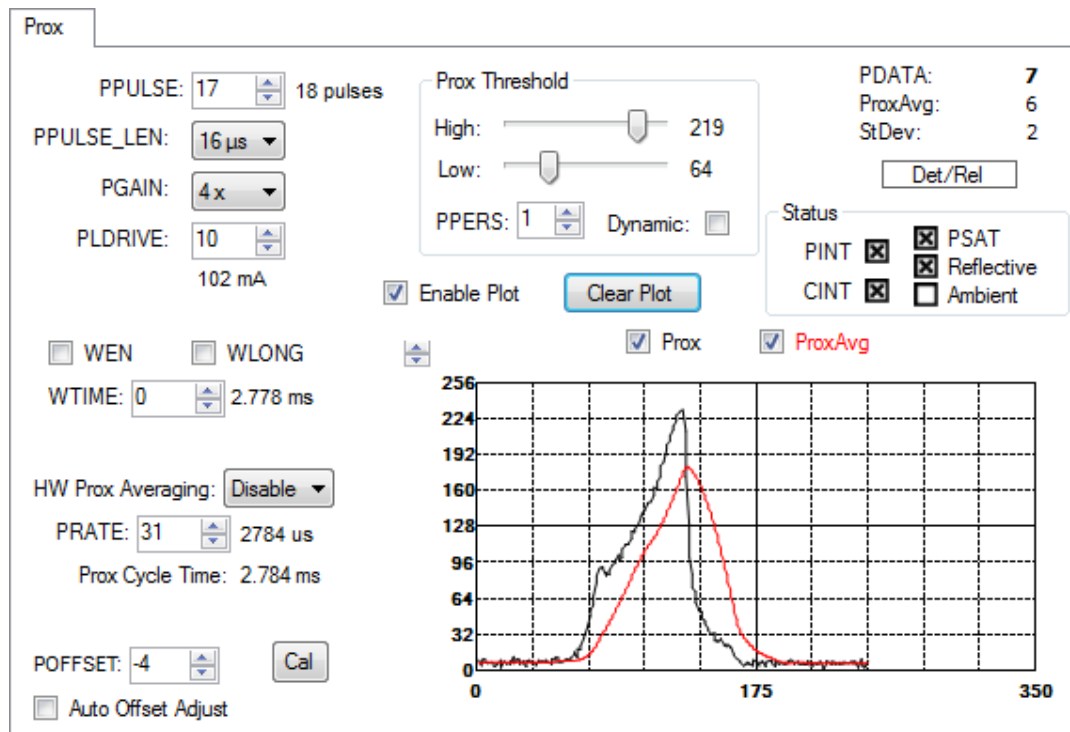 Prox
PPULSE: 17 18 pulses
PPULSE_LEN: 16 µs
PGAIN: 4 x
PLDRIVE: 10
102 mA
Prox Threshold
High: 219
Low: 64
PPERS: 1 Dynamic:
PDATA: 7
ProxAvg: 6
StDev: 2
Det/Rel
Status
PINT PSAT
Reflective
CINT Ambient
Enable Plot Clear Plot
WEN WLONG
WTIME: 0 2.778 ms
HW Prox Averaging: Disable
PRATE: 31 2784 us
Prox Cycle Time: 2.784 ms
POFFSET: -4 Cal
Auto Offset Adjust
Prox ProxAvg
256
224
192
160
128
96
64
32
0
0 175 350